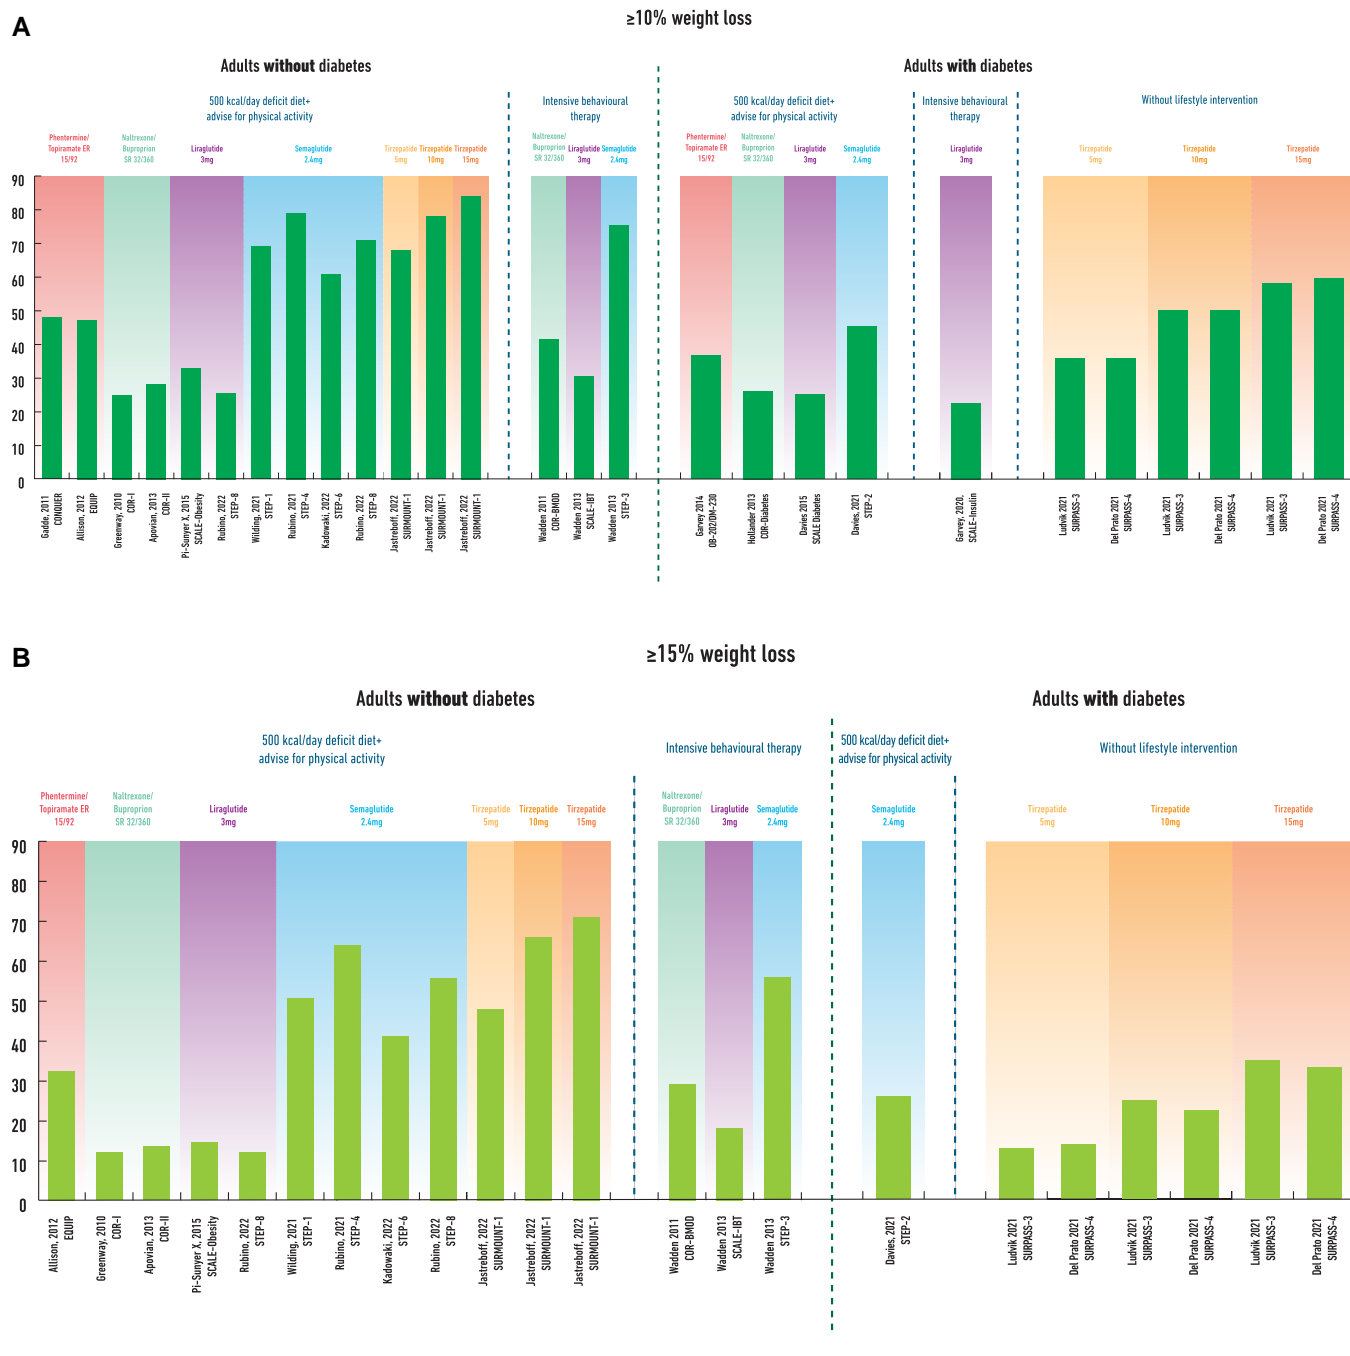 A
≥10% weight loss
Adults without diabetes
Adults with diabetes
500 kcal/day deficit diet+
advise for physical activity
Intensive behavioural
therapy
500 kcal/day deficit diet+
advise for physical activity
Intensive behavioural
therapy
Without lifestyle intervention
Phentermine/
Topiramate ER
15/92
Naltrexone/
Buproprion
SR 32/360
Liraglutide
3mg
Semaglutide
2.4mg
Tirzepatide
5mg
Tirzepatide
10mg
Tirzepatide
15mg
Naltrexone/
Buproprion
SR 32/360
Liraglutide
3mg
Semaglutide
2.4mg
Phentermine/
Topiramate ER
15/92
Naltrexone/
Buproprion
SR 32/360
Liraglutide
3mg
Semaglutide
2.4mg
Liraglutide
3mg
Tirzepatide
5mg
Tirzepatide
10mg
Tirzepatide
15mg
90
80
70
60
50
40
30
20
10
0
Gadde, 2011
CONQUER
Allison, 2012
EQUIP
Greenway, 2010
COR-I
Apovian, 2013
COR-II
Pi-Sunyer X, 2015
SCALE-Obesity
Rubino, 2022
STEP-8
Wilding, 2021
STEP-1
Rubino, 2021
STEP-4
Kadowaki, 2022
STEP-6
Rubino, 2022
STEP-8
Jastreboff, 2022
SURMOUNT-1
Jastreboff, 2022
SURMOUNT-1
Jastreboff, 2022
SURMOUNT-1
Wadden 2011
COR-BMOD
Wadden 2013
SCALE-IBT
Wadden 2013
STEP-3
Garvey 2014
OB-202/DM-230
Hollander 2013
COR-Diabetes
Davies 2015
SCALE Diabetes
Davies, 2021
STEP-2
Garvey, 2020.
SCALE-Insulin
Ludvik 2021
SURPASS-3
Del Prato 2021
SURPASS-4
Ludvik 2021
SURPASS-3
Del Prato 2021
SURPASS-4
Ludvik 2021
SURPASS-3
Del Prato 2021
SURPASS-4
B
≥15% weight loss
Adults without diabetes
Adults with diabetes
500 kcal/day deficit diet+
advise for physical activity
Intensive behavioural therapy
500 kcal/day deficit diet+
advise for physical activity
Without lifestyle intervention
Phentermine/
Topiramate ER
15/92
Naltrexone/
Buproprion
SR 32/360
Liraglutide
3mg
Semaglutide
2.4mg
Tirzepatide
5mg
Tirzepatide
10mg
Tirzepatide
15mg
Naltrexone/
Buproprion
SR 32/360
Liraglutide
3mg
Semaglutide
2.4mg
Semaglutide
2.4mg
Tirzepatide
5mg
Tirzepatide
10mg
Tirzepatide
15mg
90
80
70
60
50
40
30
20
10
0
Allison, 2012
EQUIP
Greenway, 2010
COR-I
Apovian, 2013
COR-II
Pi-Sunyer X, 2015
SCALE-Obesity
Rubino, 2022
STEP-8
Wilding, 2021
STEP-1
Rubino, 2021
STEP-4
Kadowaki, 2022
STEP-6
Rubino, 2022
STEP-8
Jastreboff, 2022
SURMOUNT-1
Jastreboff, 2022
SURMOUNT-1
Jastreboff, 2022
SURMOUNT-1
Wadden 2011
COR-BMOD
Wadden 2013
SCALE-IBT
Wadden 2013
STEP-3
Davies, 2021
STEP-2
Ludvik 2021
SURPASS-3
Del Prato 2021
SURPASS-4
Ludvik 2021
SURPASS-3
Del Prato 2021
SURPASS-4
Ludvik 2021
SURPASS-3
Del Prato 2021
SURPASS-4